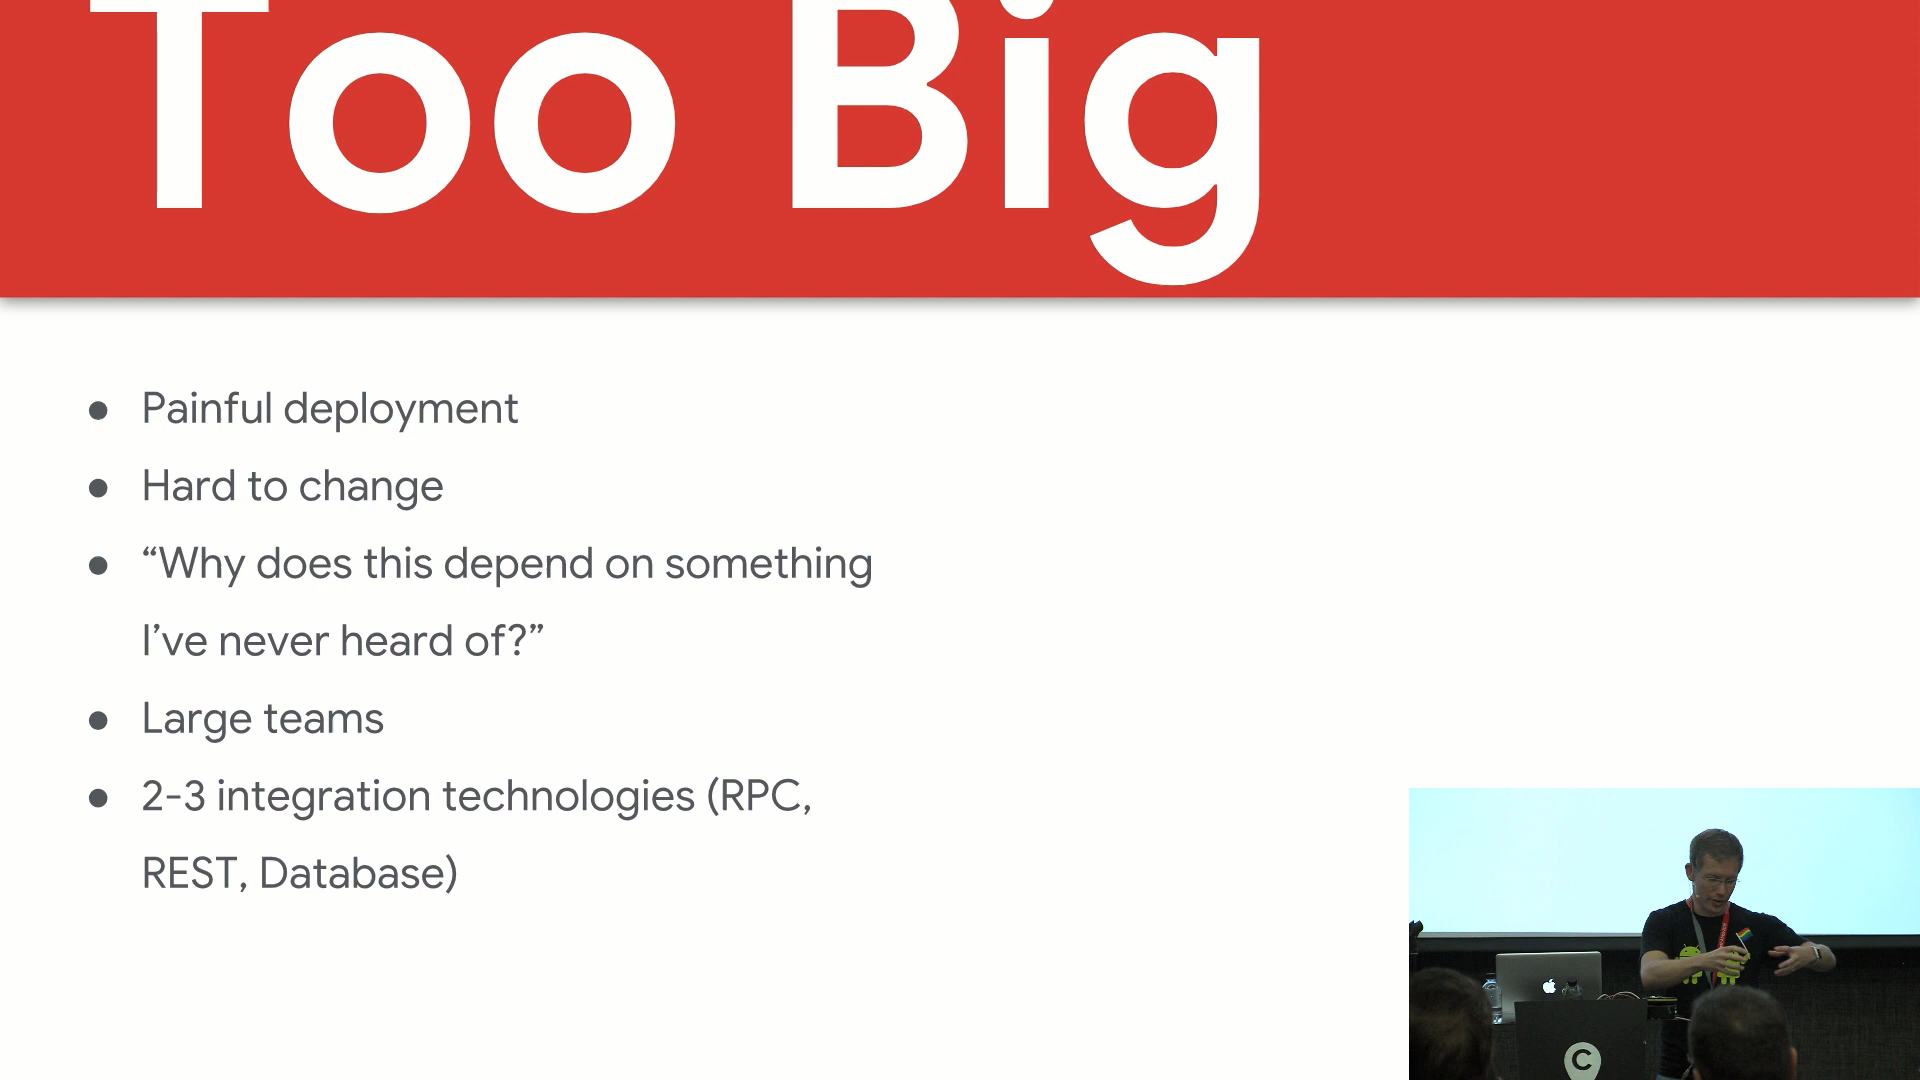 Too Big
● Painful deployment
● Hard to change
● “Why does this depend on something
I’ve never heard of?”
● Large teams
● 2-3 integration technologies (RPC,
REST, Database)
C